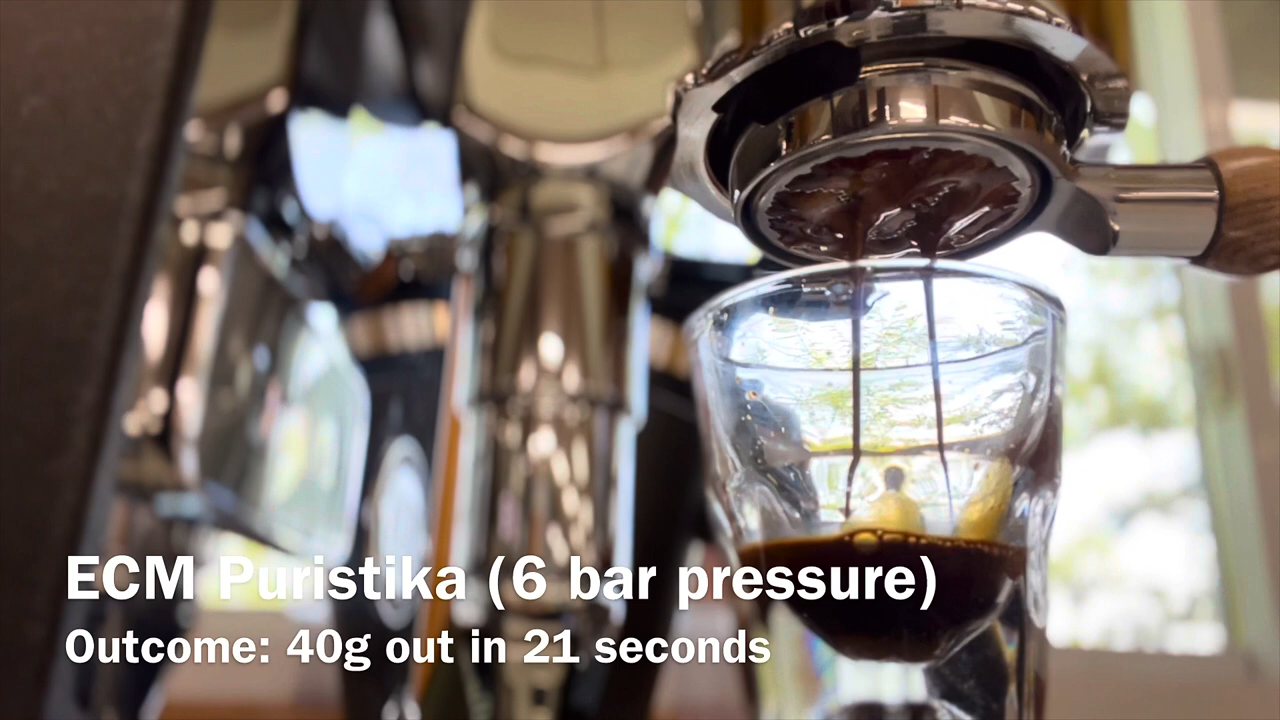 ECM Puristika (6 bar pressure)
Outcome: 40g out in 21 seconds